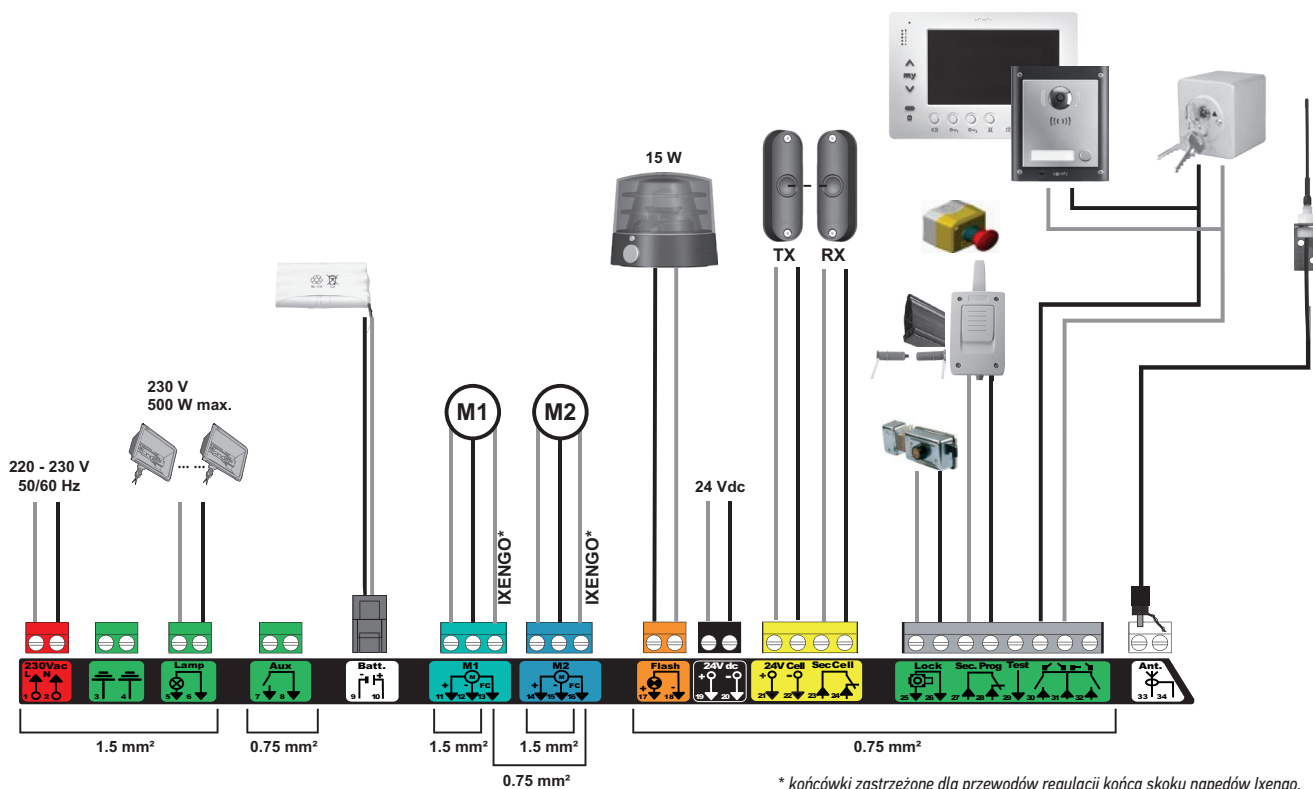 somfy
my
15 W
TX RX
somfy
230 V
500 W max.
M1 M2
220 - 230 V
50/60 Hz
24 Vdc
IXENGO*
IXENGO*
230Vac
L N
1 2
3 4
Lamp
5 6
Aux
7 8
Batt.
- +
9 10
M1
+ M - FC
11 12 13
M2
+ M - FC
14 15 16
Flash
+ -
17 18
24V dc
+ -
19 20
24V Cell Sec Cell
+ -
21 22 23 24
Lock Sec. Prog Test
25 26 27 28 29 30 31 32
Ant.
33 34
1.5 mm²
0.75 mm²
1.5 mm²
1.5 mm²
0.75 mm²
0.75 mm²
* końcówki zastrzeżone dla przewodów regulacji końca skoku napędów Ixengo.